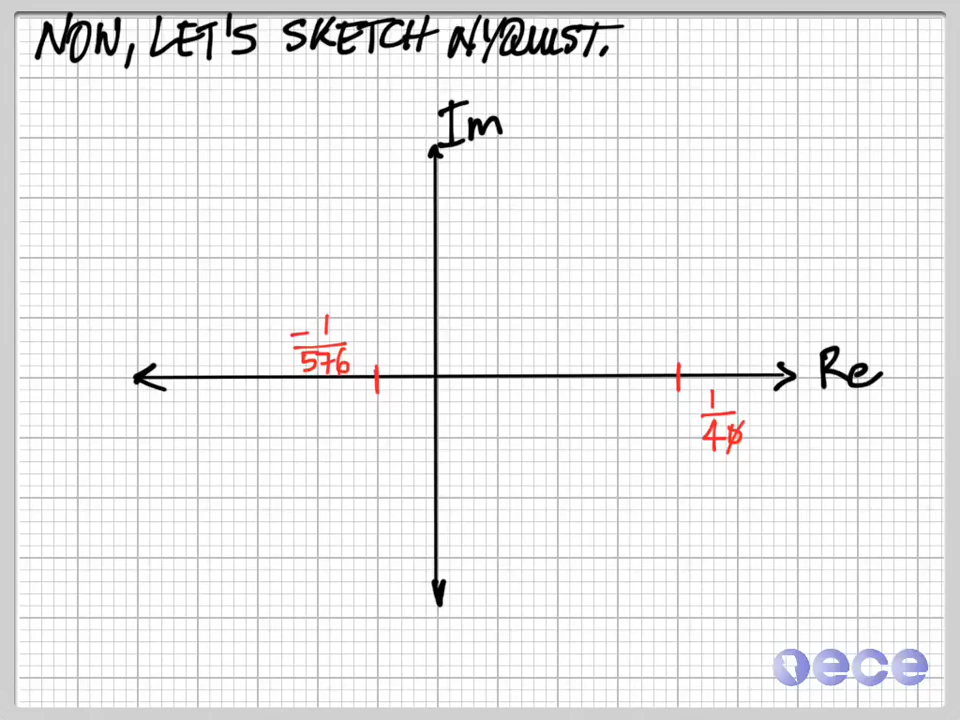 NOW, LET'S SKETCH NYQUIST.
Im
- 1/576
Re
1/40
ece